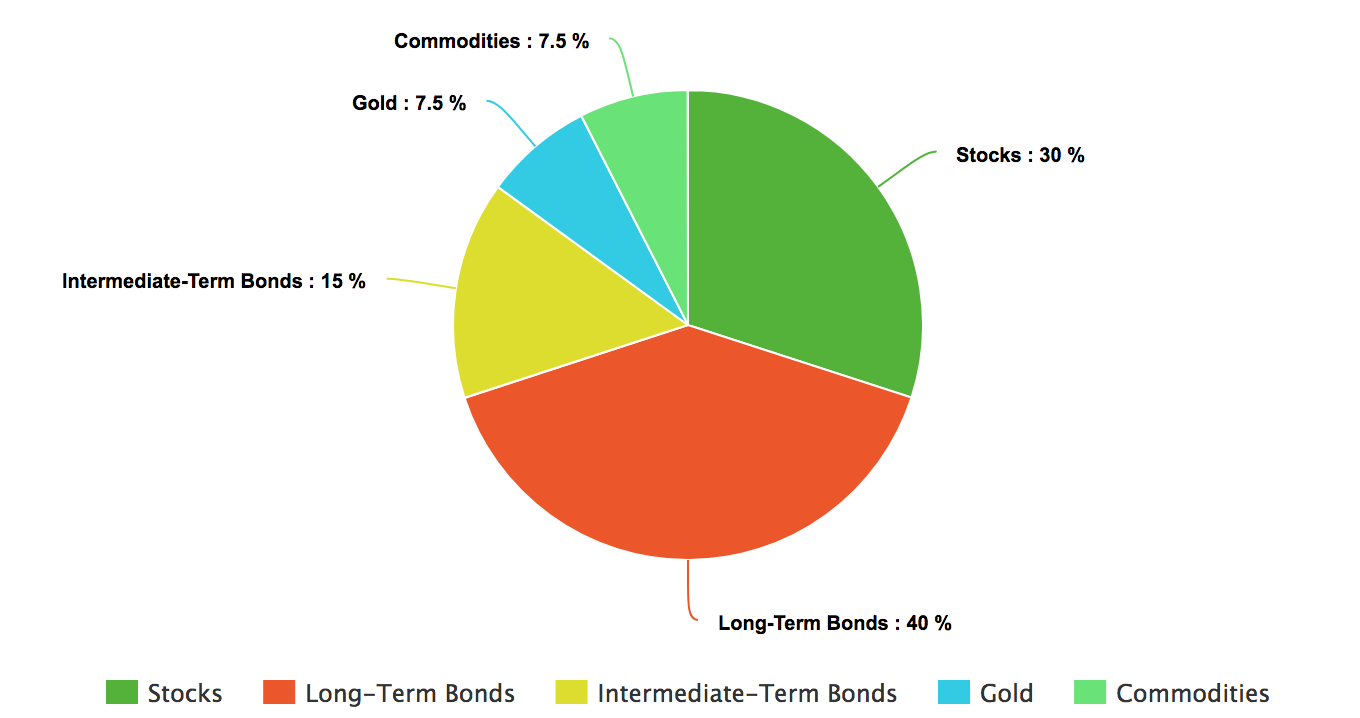 Commodities : 7.5 %
Gold : 7.5 %
Stocks : 30 %
Intermediate-Term Bonds : 15 %
Long-Term Bonds : 40 %
Stocks Long-Term Bonds Intermediate-Term Bonds Gold Commodities